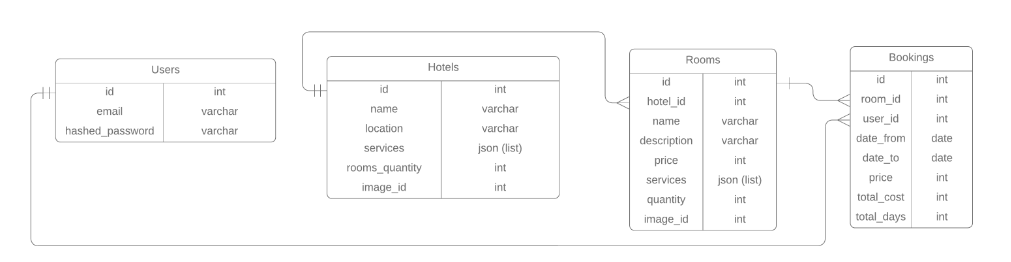 Users
id int
email varchar
hashed_password varchar
Hotels
id int
name varchar
location varchar
services json (list)
rooms_quantity int
image_id int
Rooms
id int
hotel_id int
name varchar
description varchar
price int
services json (list)
quantity int
image_id int
Bookings
id int
room_id int
user_id int
date_from date
date_to date
price int
total_cost int
total_days int